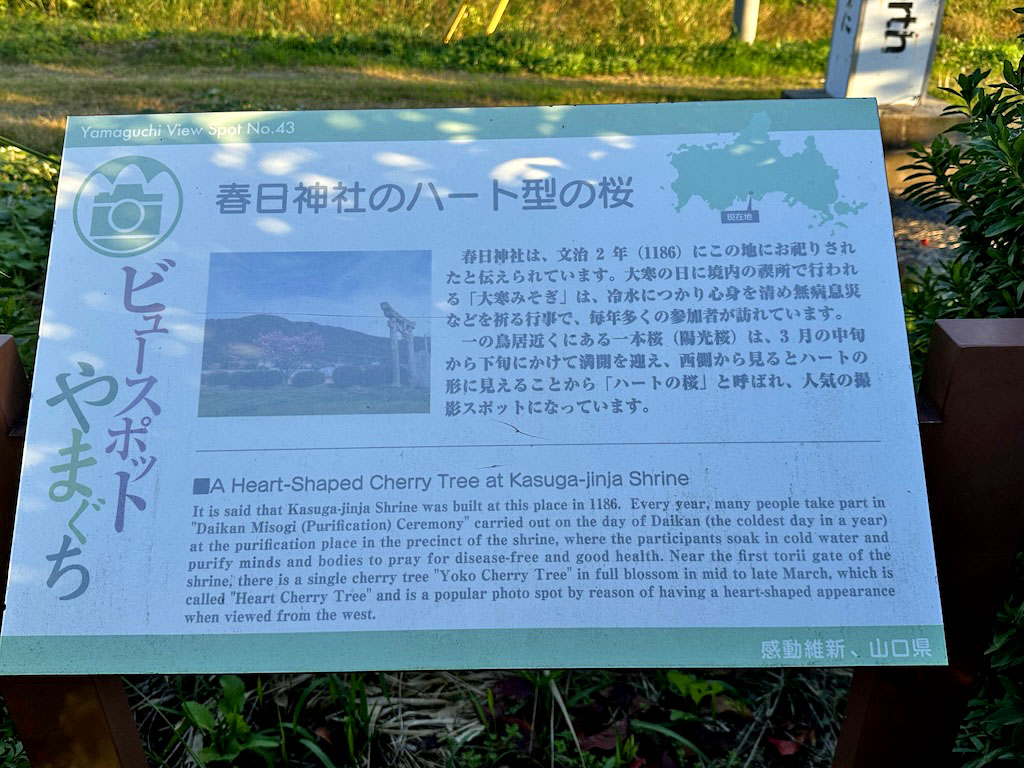 rth
Yamaguchi View Spot No.43
春日神社のハート型の桜
現在地
ビュースポット
やまぐち
春日神社は、文治 2 年（1186）にこの地にお祀りされ
たと伝えられています。大寒の日に境内の禊所で行われ
る「大寒みそぎ」は、冷水につかり心身を清め無病息災
などを祈る行事で、毎年多くの参加者が訪れています。
一の鳥居近くにある一本桜（陽光桜）は、3 月の中旬
から下旬にかけて満開を迎え、西側から見るとハートの
形に見えることから「ハートの桜」と呼ばれ、人気の撮
影スポットになっています。
■A Heart-Shaped Cherry Tree at Kasuga-jinja Shrine
It is said that Kasuga-jinja Shrine was built at this place in 1186. Every year, many people take part in
"Daikan Misogi (Purification) Ceremony" carried out on the day of Daikan (the coldest day in a year)
at the purification place in the precinct of the shrine, where the participants soak in cold water and
purify minds and bodies to pray for disease-free and good health. Near the first torii gate of the
shrine, there is a single cherry tree "Yoko Cherry Tree" in full blossom in mid to late March, which is
called "Heart Cherry Tree" and is a popular photo spot by reason of having a heart-shaped appearance
when viewed from the west.
感動維新、山口県